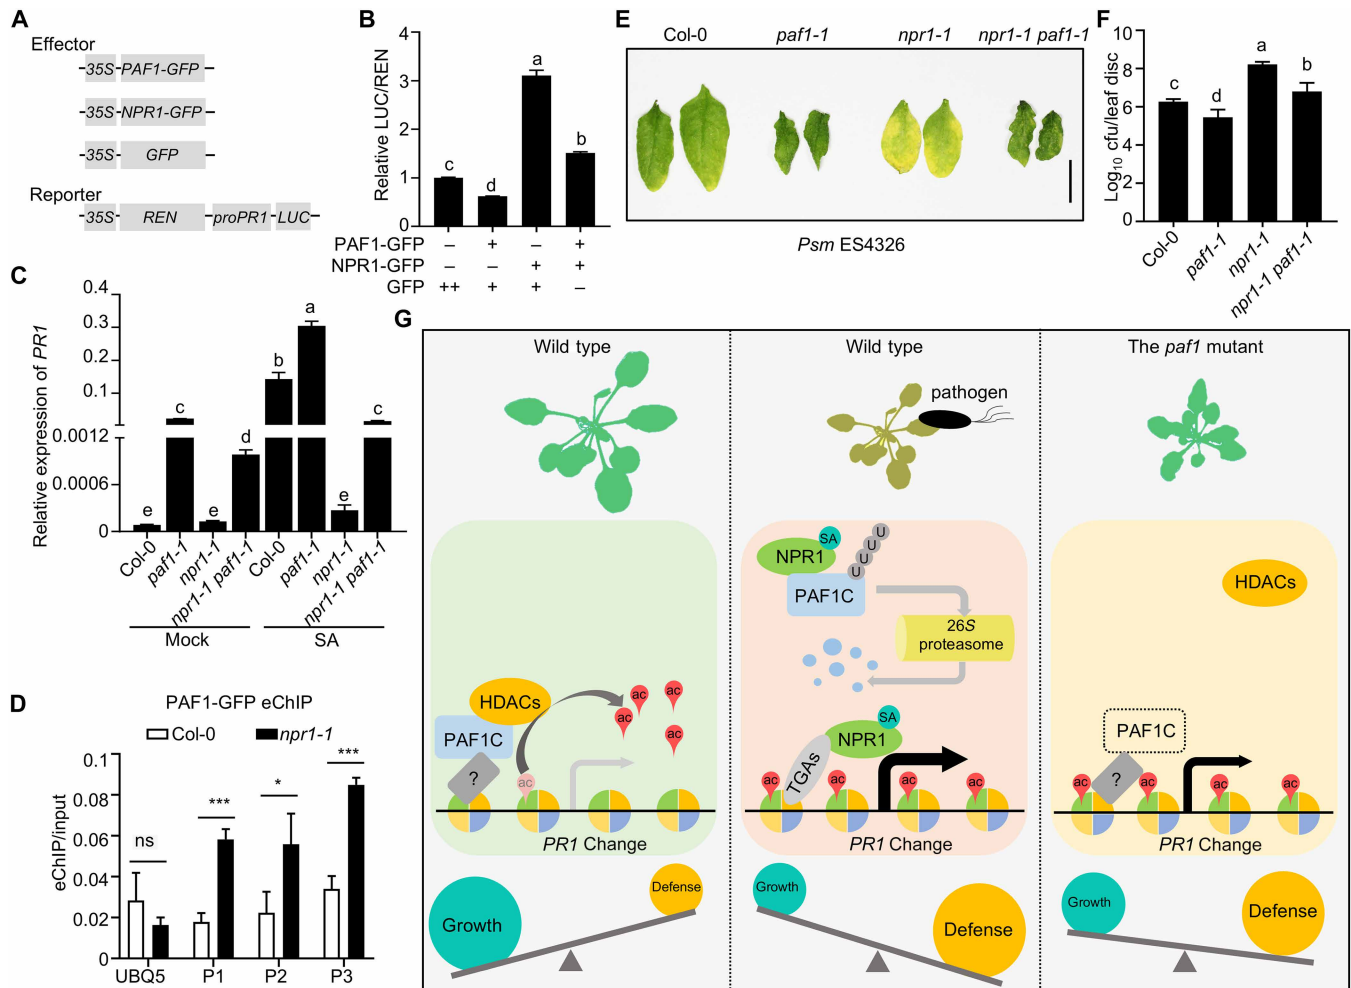 A
Effector
35S PAF1-GFP
35S NPR1-GFP
35S GFP
Reporter
35S REN proPR1 LUC
B
Relative LUC/REN
4
3
2
1
0
c d a b
PAF1-GFP – + – +
NPR1-GFP – – + +
GFP ++ + + –
C
Relative expression of PR1
0.4
0.3
0.2
0.1
0.0012
0.0006
0
e c e d b a e c
Col-0 paf1-1 npr1-1 npr1-1 paf1-1 Col-0 paf1-1 npr1-1 npr1-1 paf1-1
Mock SA
D
PAF1-GFP eChIP
Col-0 npr1-1
eChIP/input
0.1
0.08
0.06
0.04
0.02
0
ns *** * ***
UBQ5 P1 P2 P3
E
Col-0 paf1-1 npr1-1 npr1-1 paf1-1
Psm ES4326
F
Log10 cfu/leaf disc
10
8
6
4
2
0
c d a b
Col-0 paf1-1 npr1-1 npr1-1 paf1-1
G
Wild type
HDACs
PAF1C
?
ac
ac
ac
ac
ac
PR1 Change
Growth
Defense
Wild type
pathogen
SA
NPR1
U
U
U
U
PAF1C
26S
proteasome
SA
NPR1
TGAs
ac ac ac ac
PR1 Change
Growth
Defense
The paf1 mutant
HDACs
PAF1C
?
ac ac ac ac
PR1 Change
Growth
Defense